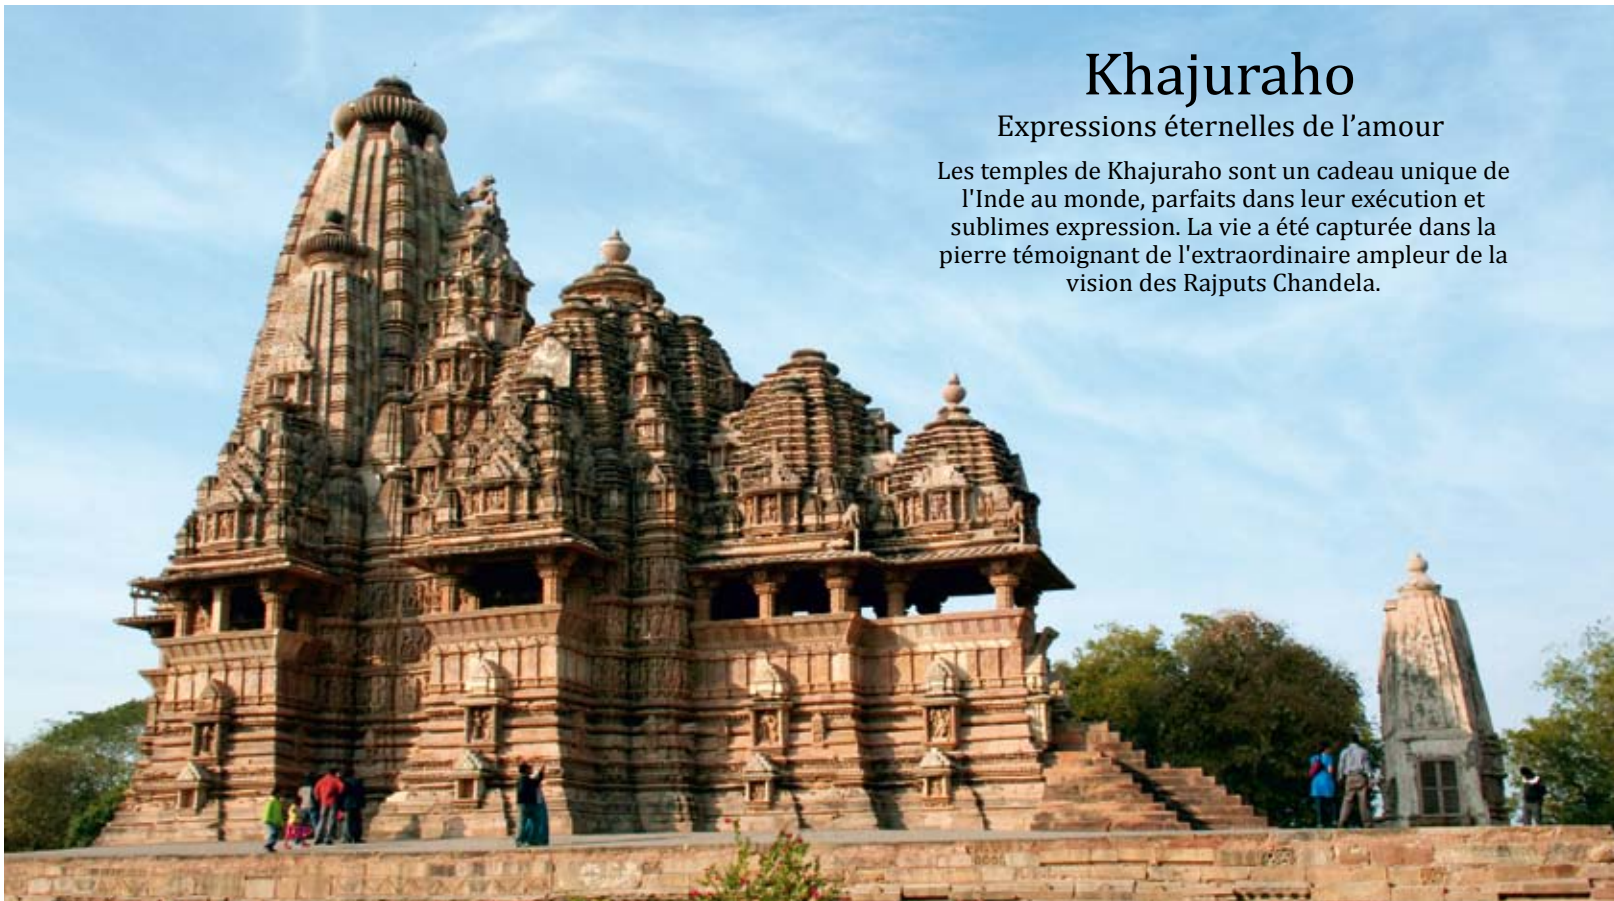 Khajuraho
Expressions éternelles de l’amour
Les temples de Khajuraho sont un cadeau unique de
l'Inde au monde, parfaits dans leur exécution et
sublimes expression. La vie a été capturée dans la
pierre témoignant de l'extraordinaire ampleur de la
vision des Rajputs Chandela.